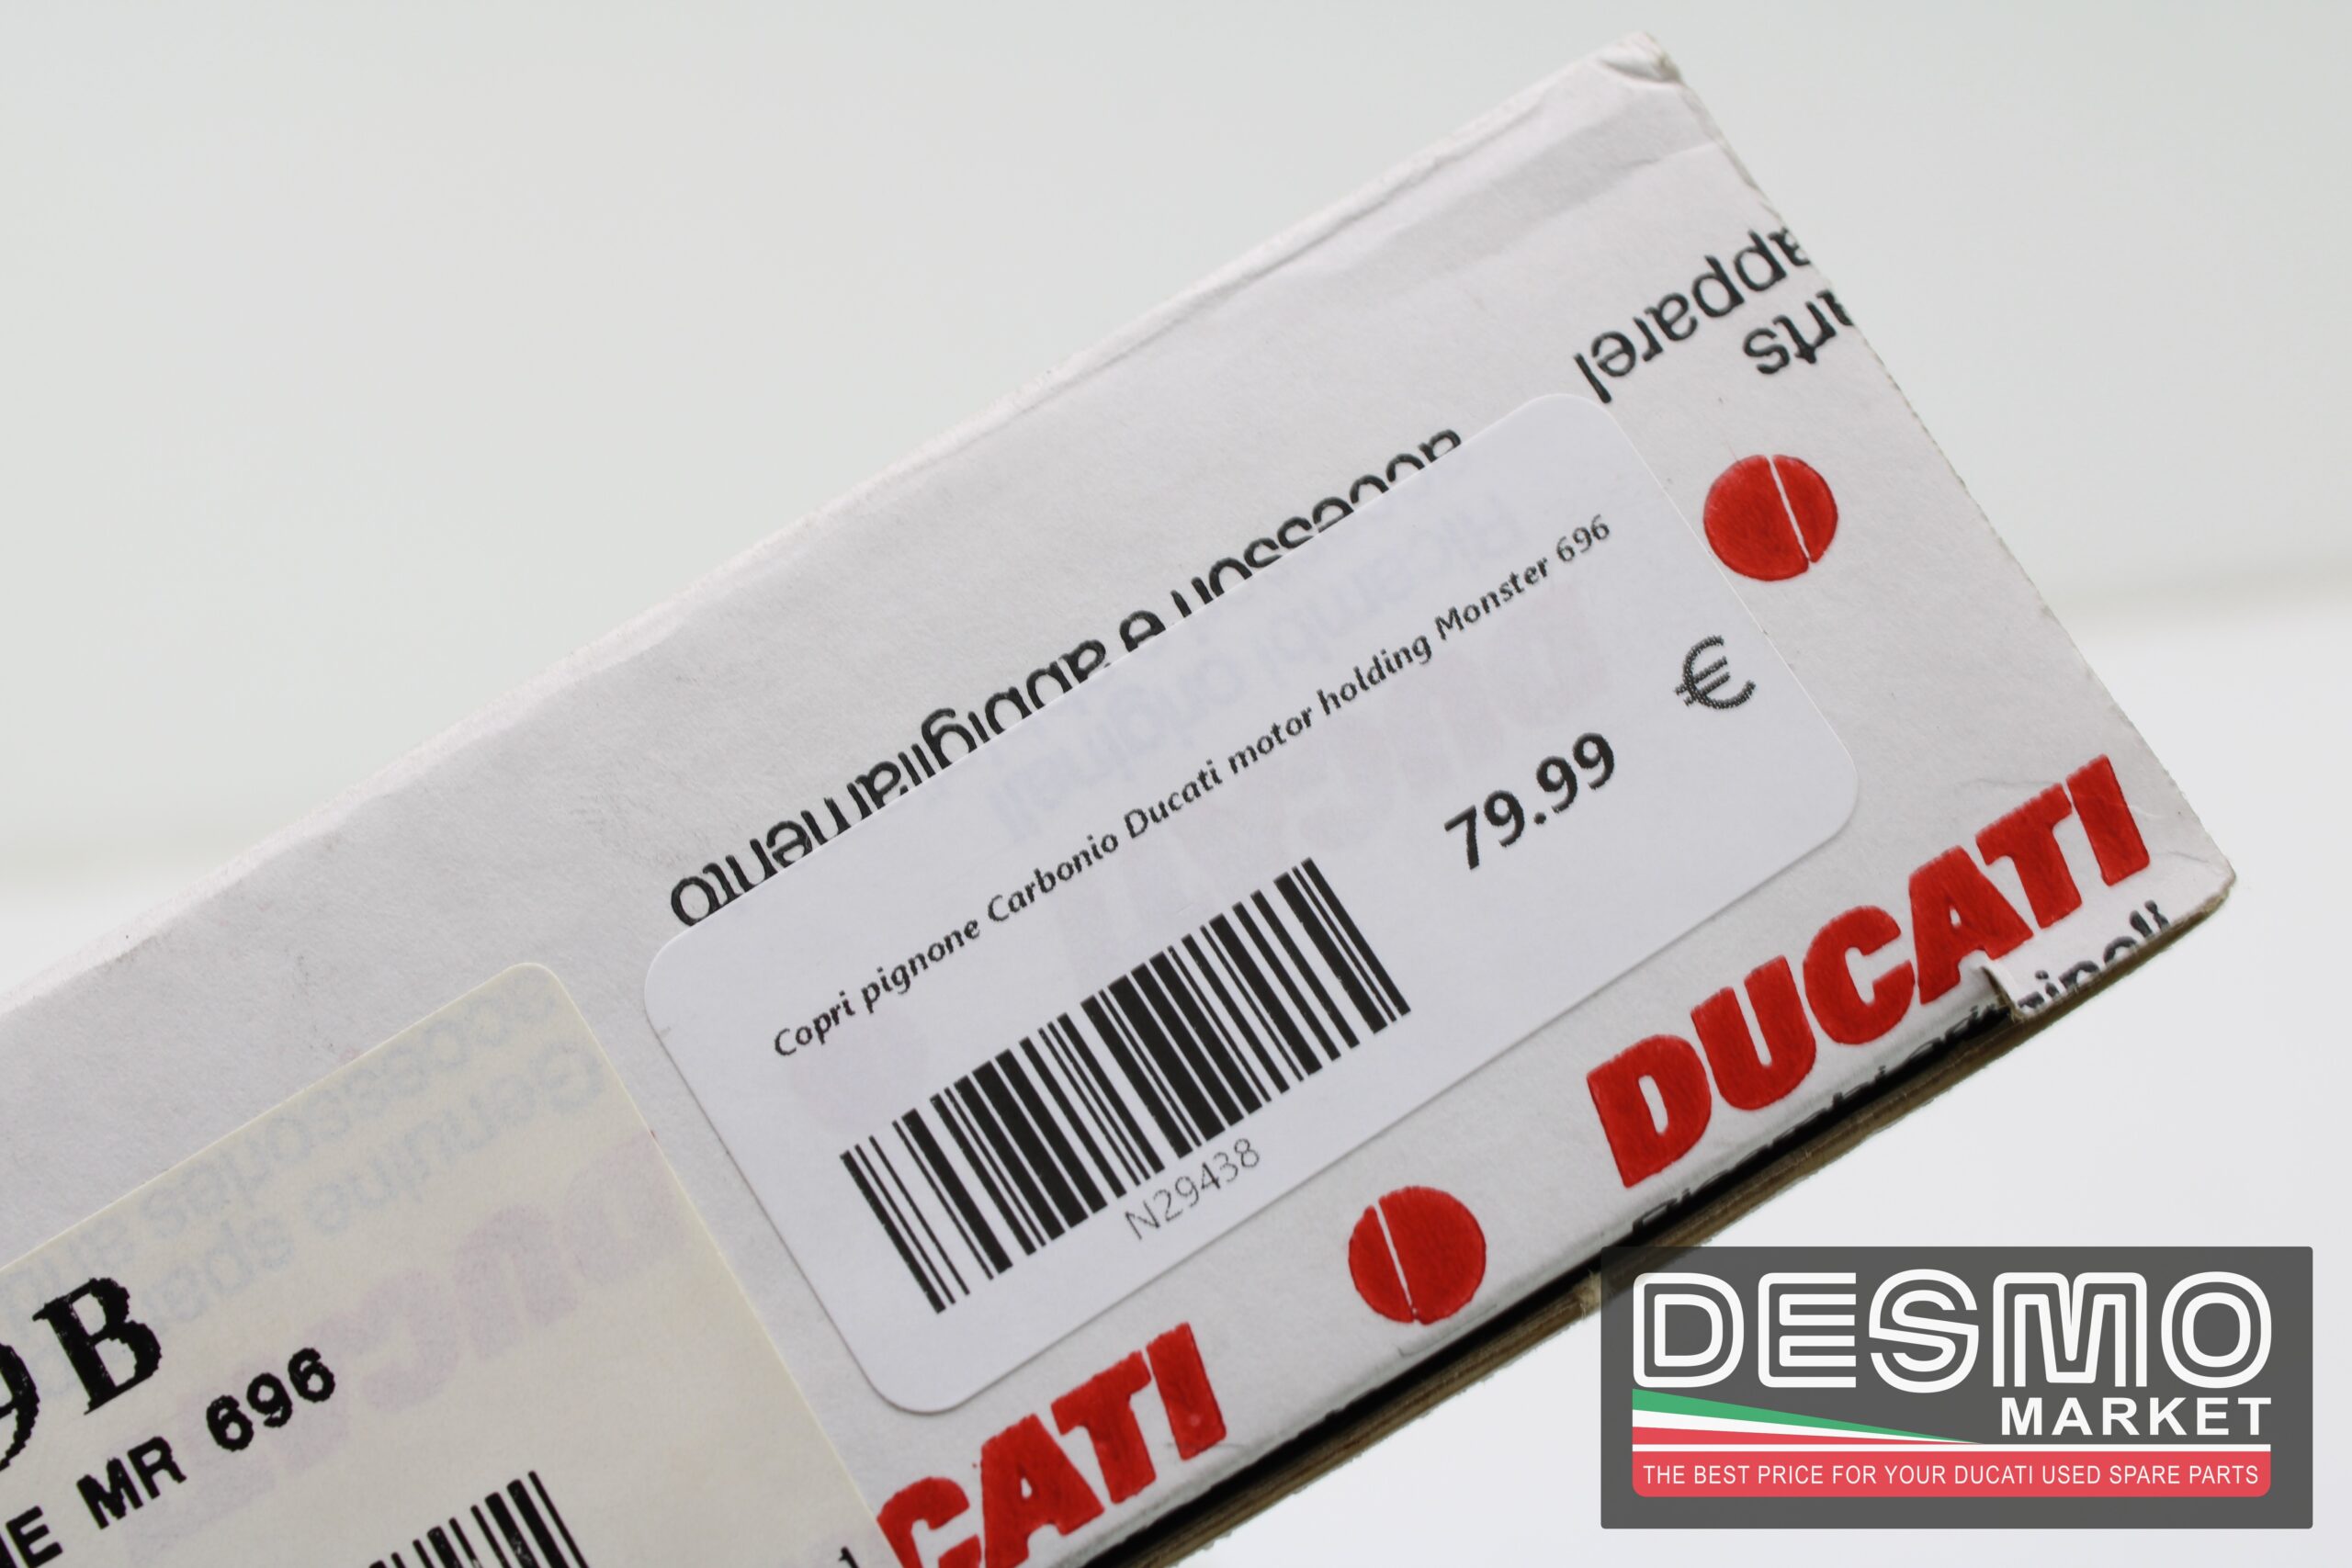 apparel
accessori e abbigliamento
Copri pignone Carbonio Ducati motor holding Monster 696
79.99 €
N29438
DUCATI
9B
MR 696
DESMO
MARKET
THE BEST PRICE FOR YOUR DUCATI USED SPARE PARTS